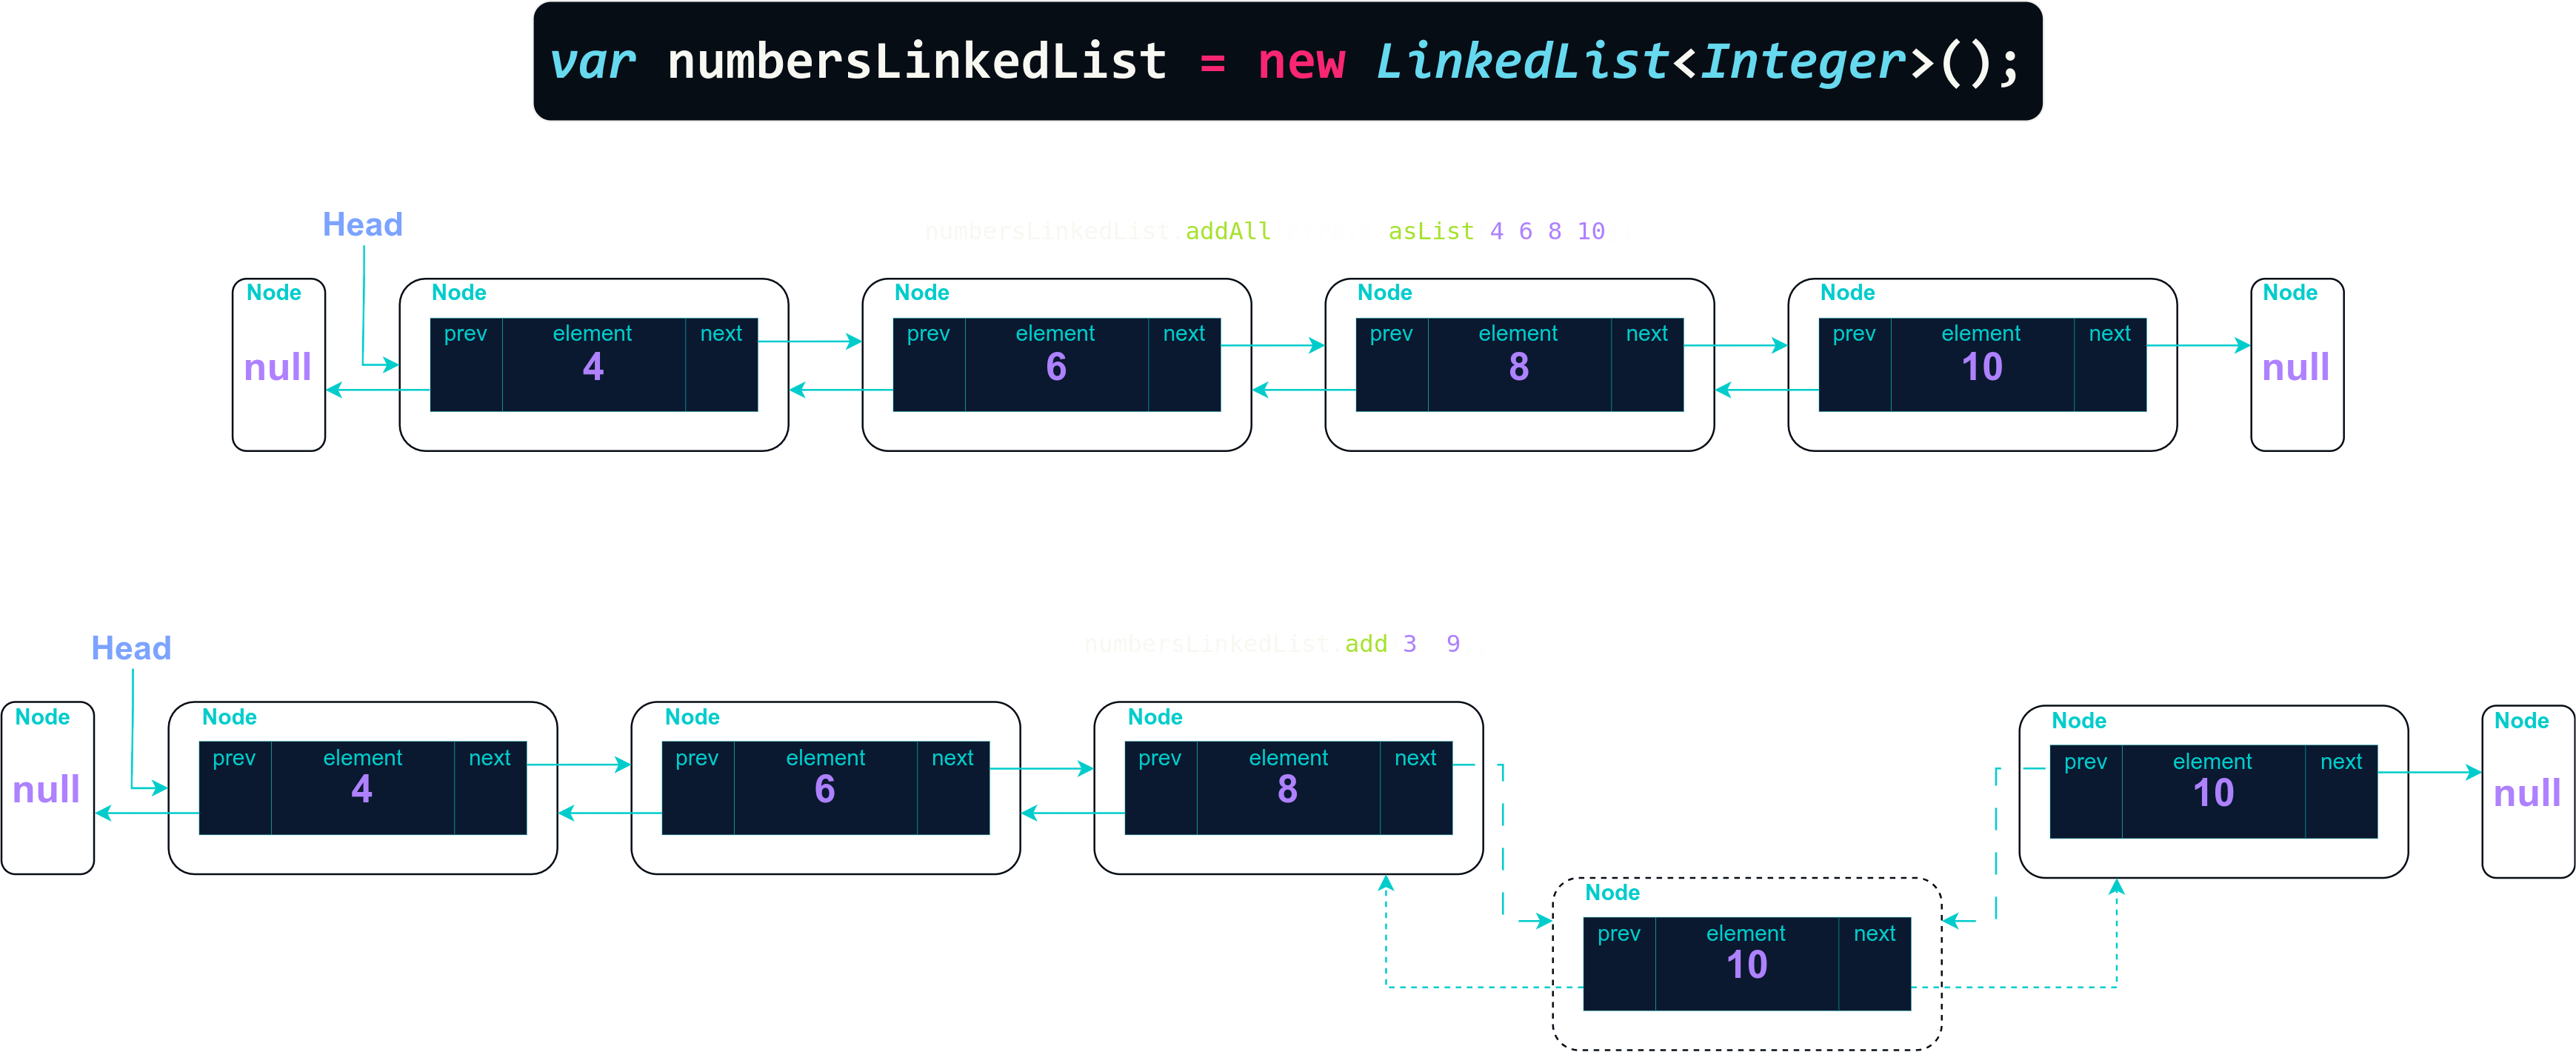 var numbersLinkedList = new LinkedList<Integer>();
Head
numbersLinkedList.addAll asList 4 6 8 10
Node
Node
Node
Node
Node
Node
prev element next
prev element next
prev element next
prev element next
null
4
6
8
10
null
Head
numbersLinkedList.add 3 9
Node
Node
Node
Node
Node
Node
prev element next
prev element next
prev element next
prev element next
null
4
6
8
10
null
Node
prev element next
10